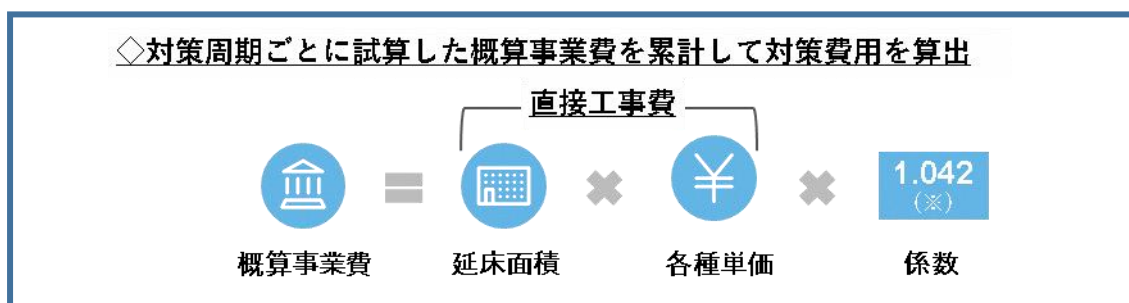 ◇対策周期ごとに試算した概算事業費を累計して対策費用を算出
直接工事費
¥
1.042
(※)
概算事業費
延床面積
各種単価
係数